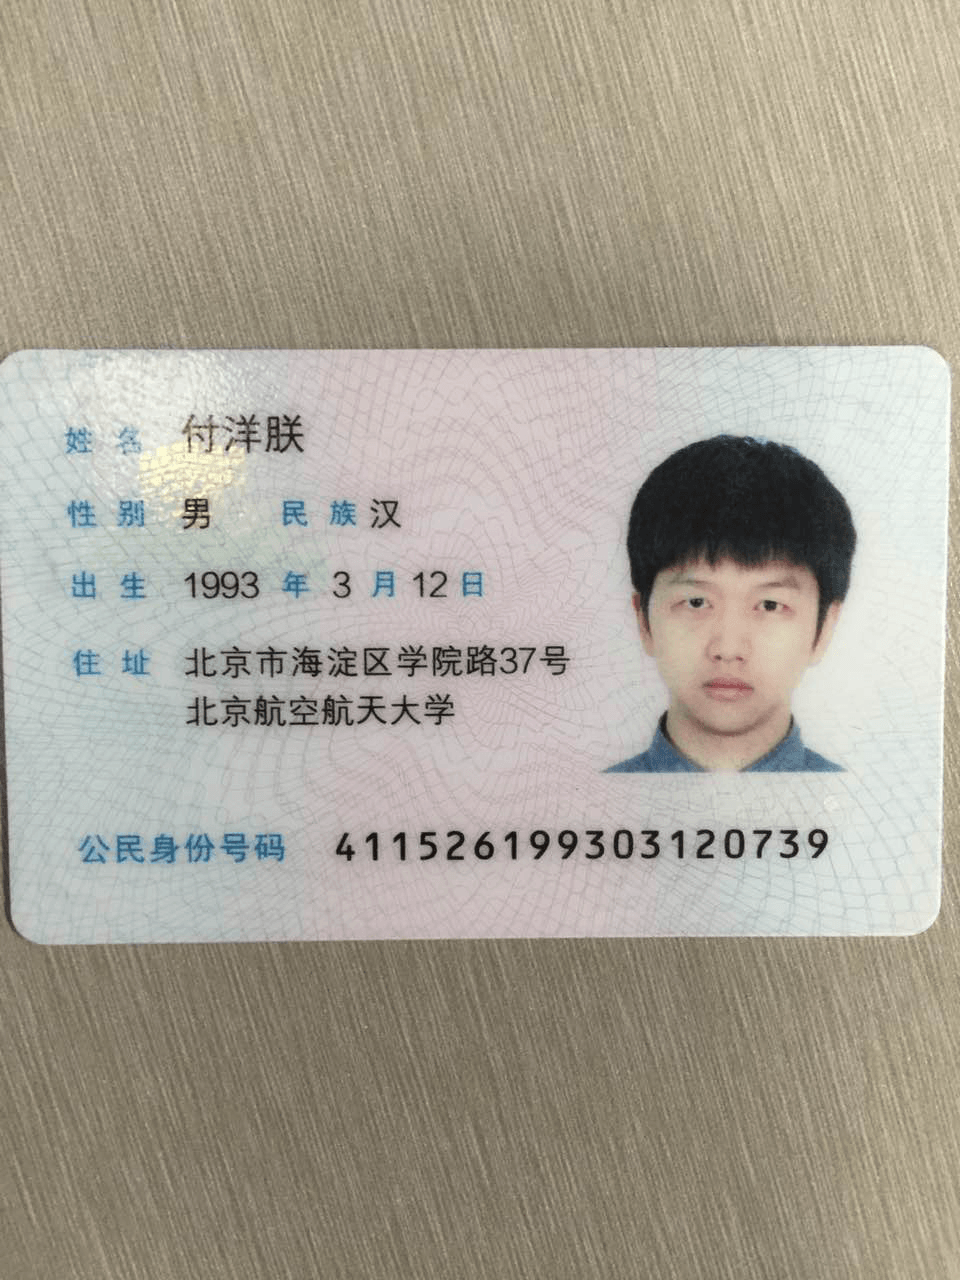 姓名 付洋朕
性别 男 民族 汉
出生 1993 年 3 月 12 日
住址 北京市海淀区学院路37号
北京航空航天大学
公民身份号码 411526199303120739